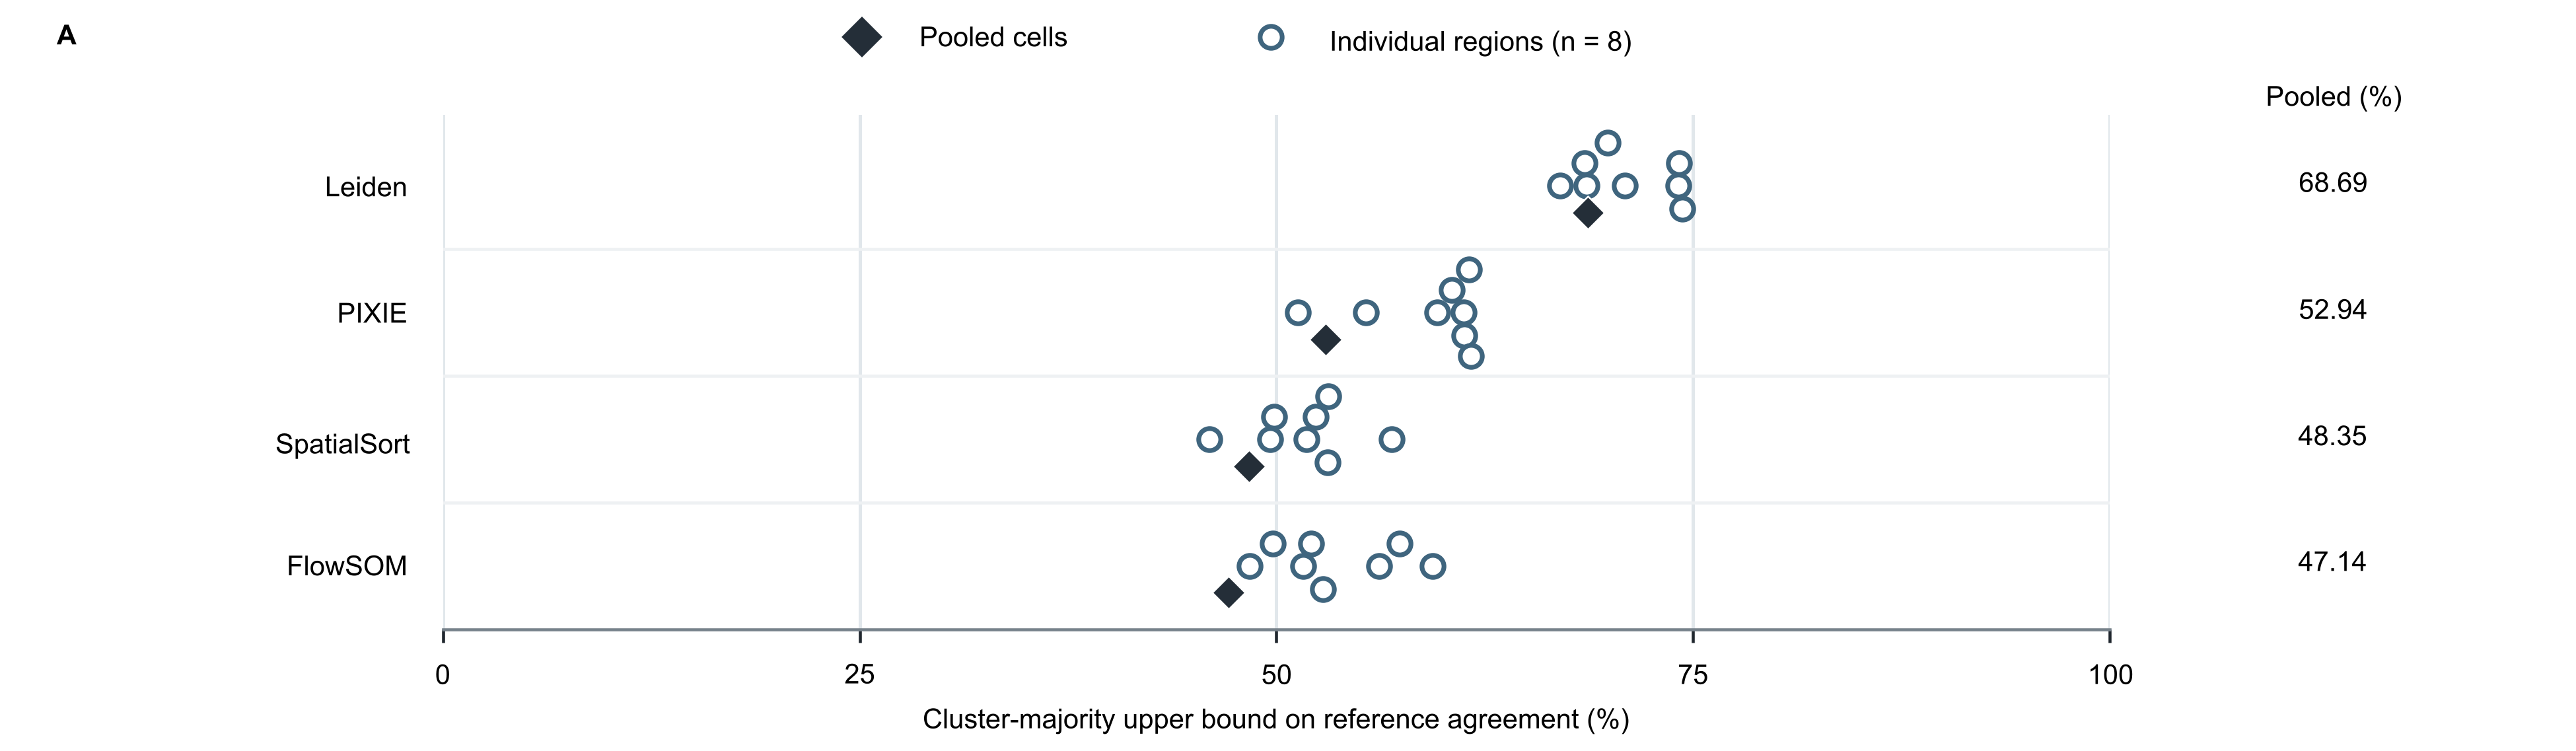 A
Pooled cells
Individual regions (n = 8)
Pooled (%)
Leiden
68.69
PIXIE
52.94
SpatialSort
48.35
FlowSOM
47.14
0 25 50 75 100
Cluster-majority upper bound on reference agreement (%)